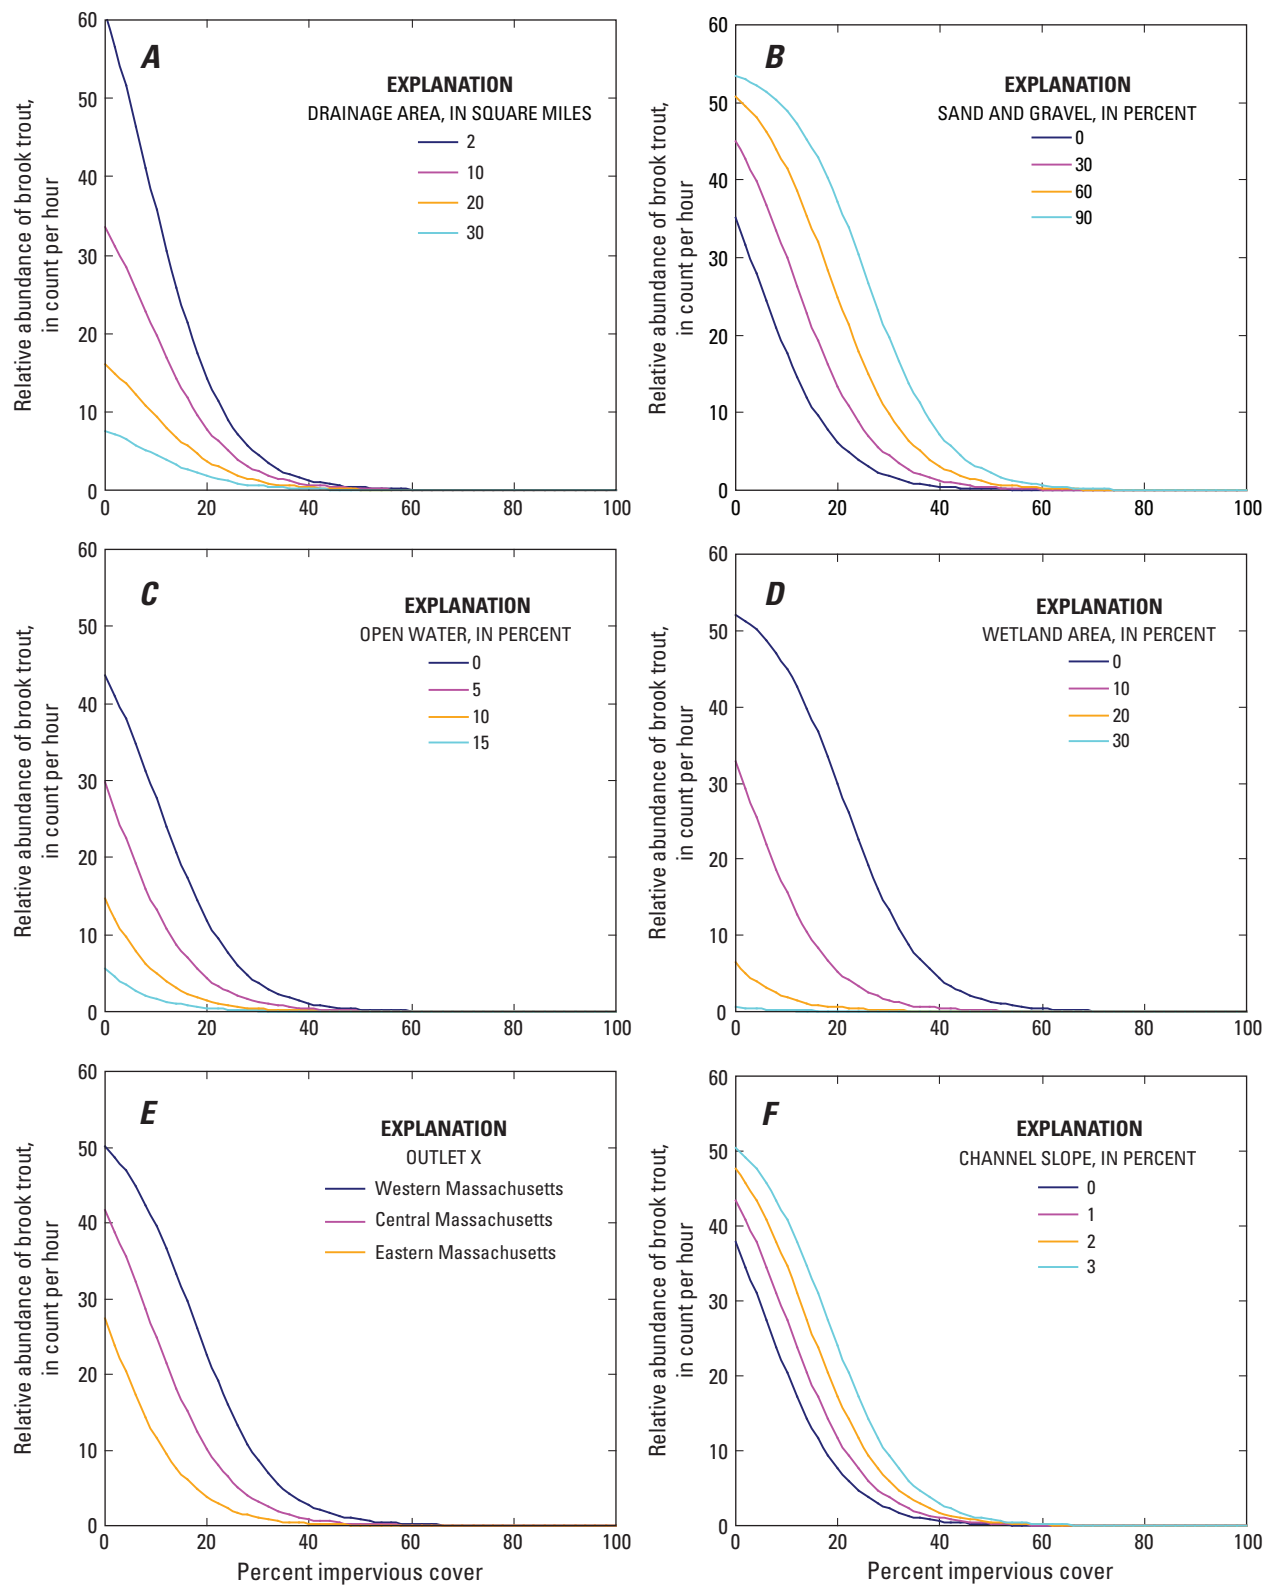 Relative abundance of brook trout,
in count per hour
60
50
40
30
20
10
0
A
EXPLANATION
DRAINAGE AREA, IN SQUARE MILES
2
10
20
30
0
20
40
60
80
100
Relative abundance of brook trout,
in count per hour
60
50
40
30
20
10
0
B
EXPLANATION
SAND AND GRAVEL, IN PERCENT
0
30
60
90
0
20
40
60
80
100
Relative abundance of brook trout,
in count per hour
60
50
40
30
20
10
0
C
EXPLANATION
OPEN WATER, IN PERCENT
0
5
10
15
0
20
40
60
80
100
Relative abundance of brook trout,
in count per hour
60
50
40
30
20
10
0
D
EXPLANATION
WETLAND AREA, IN PERCENT
0
10
20
30
0
20
40
60
80
100
Relative abundance of brook trout,
in count per hour
60
50
40
30
20
10
0
E
EXPLANATION
OUTLET X
Western Massachusetts
Central Massachusetts
Eastern Massachusetts
0
20
40
60
80
100
Percent impervious cover
Relative abundance of brook trout,
in count per hour
60
50
40
30
20
10
0
F
EXPLANATION
CHANNEL SLOPE, IN PERCENT
0
1
2
3
0
20
40
60
80
100
Percent impervious cover